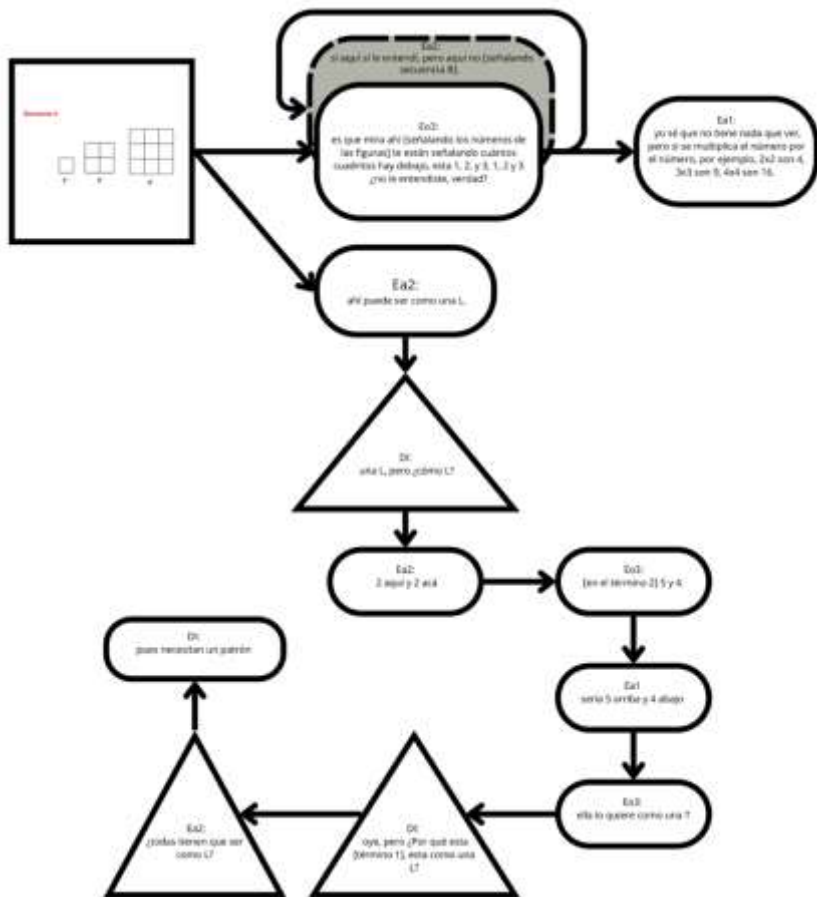 Eo2:
si aquí si le entendí, pero aquí no [señalando
secuencia B].
Eo3:
es que mira ahí [señalando los números de
las figuras] te están señalando cuántos
cuadritos hay debajo, esta 1, 2, y 3, 1, 2 y 3
¿no le entendiste, verdad?
Ea1:
yo sé que no tiene nada que ver,
pero si se multiplica el número por
el número, por ejemplo, 2x2 son 4,
3x3 son 9, 4x4 son 16.
Ea2:
ahí puede ser como una L.
DI:
una L, pero ¿cómo L?
Ea2:
2 aquí y 2 acá
Eo3:
[en el término 2] 5 y 4
Ea1
sería 5 arriba y 4 abajo
ella lo quiere como una
DI:
oye, pero ¿Por qué esta
[término 1], esta como una
L?
Ea2:
¿todas tienen que ser
como L?
DI:
pues necesitan un patrón